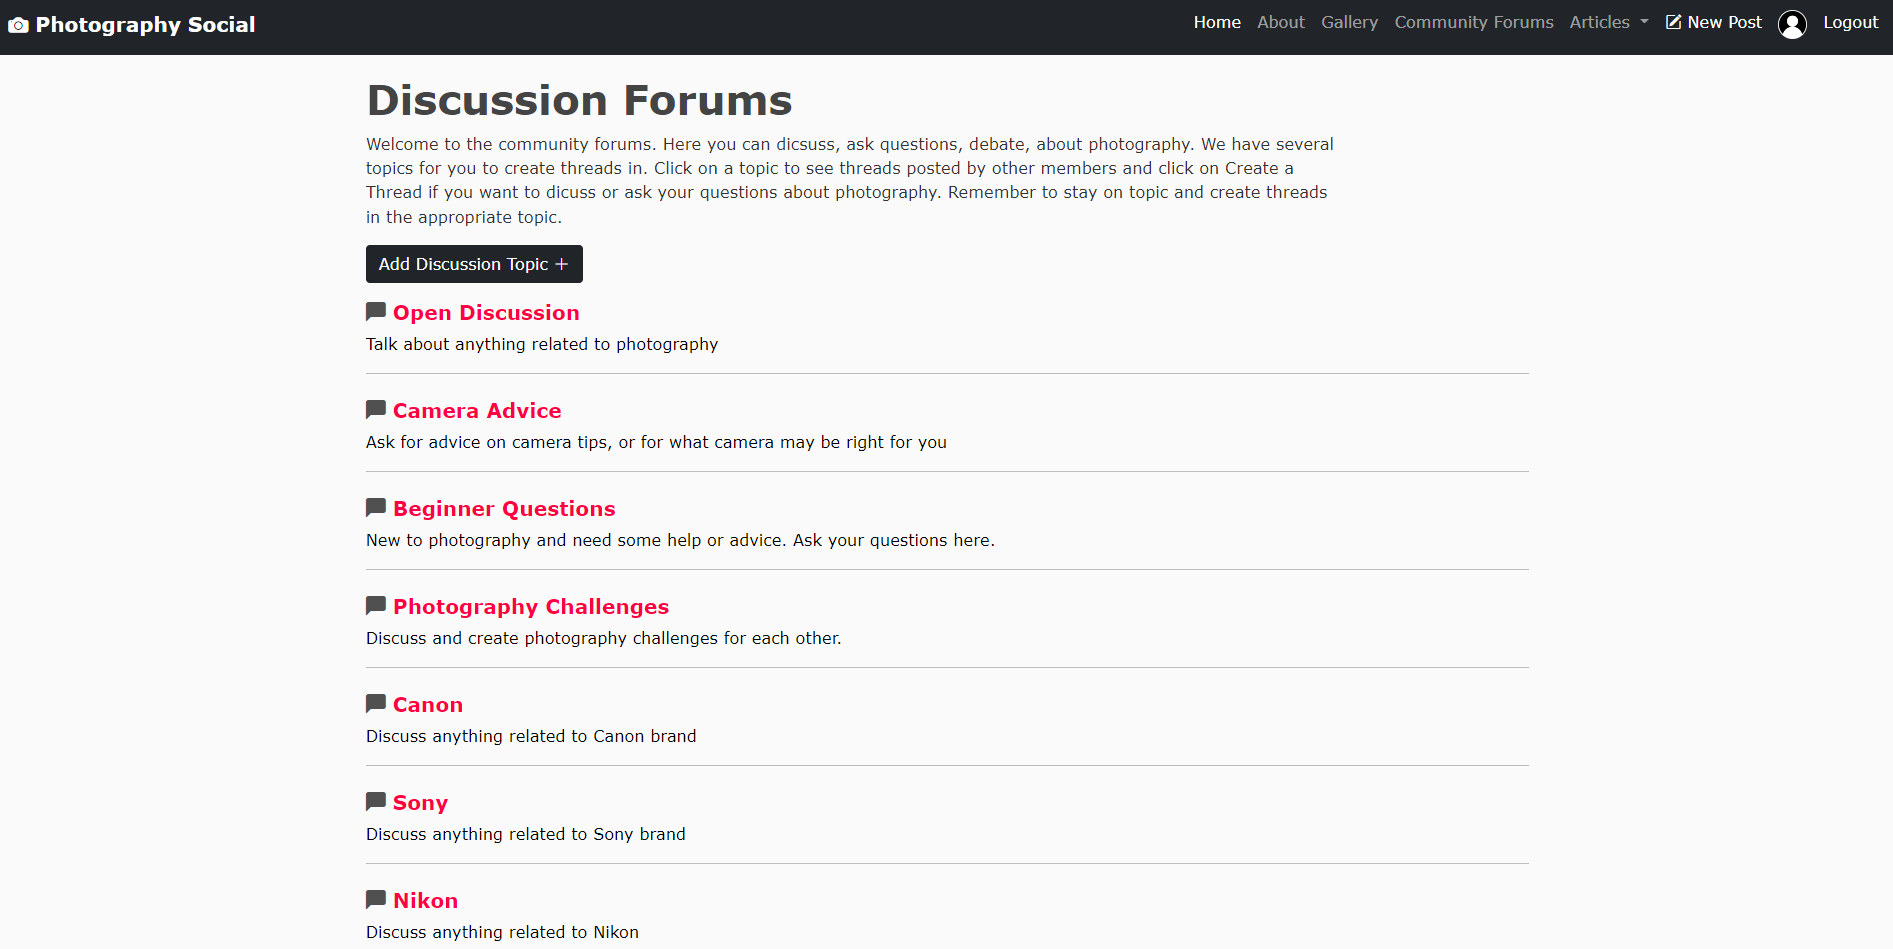 Photography Social
Home About Gallery Community Forums Articles New Post Logout
Discussion Forums
Welcome to the community forums. Here you can dicsuss, ask questions, debate, about photography. We have several
topics for you to create threads in. Click on a topic to see threads posted by other members and click on Create a
Thread if you want to dicuss or ask your questions about photography. Remember to stay on topic and create threads
in the appropriate topic.
Add Discussion Topic +
Open Discussion
Talk about anything related to photography
Camera Advice
Ask for advice on camera tips, or for what camera may be right for you
Beginner Questions
New to photography and need some help or advice. Ask your questions here.
Photography Challenges
Discuss and create photography challenges for each other.
Canon
Discuss anything related to Canon brand
Sony
Discuss anything related to Sony brand
Nikon
Discuss anything related to Nikon